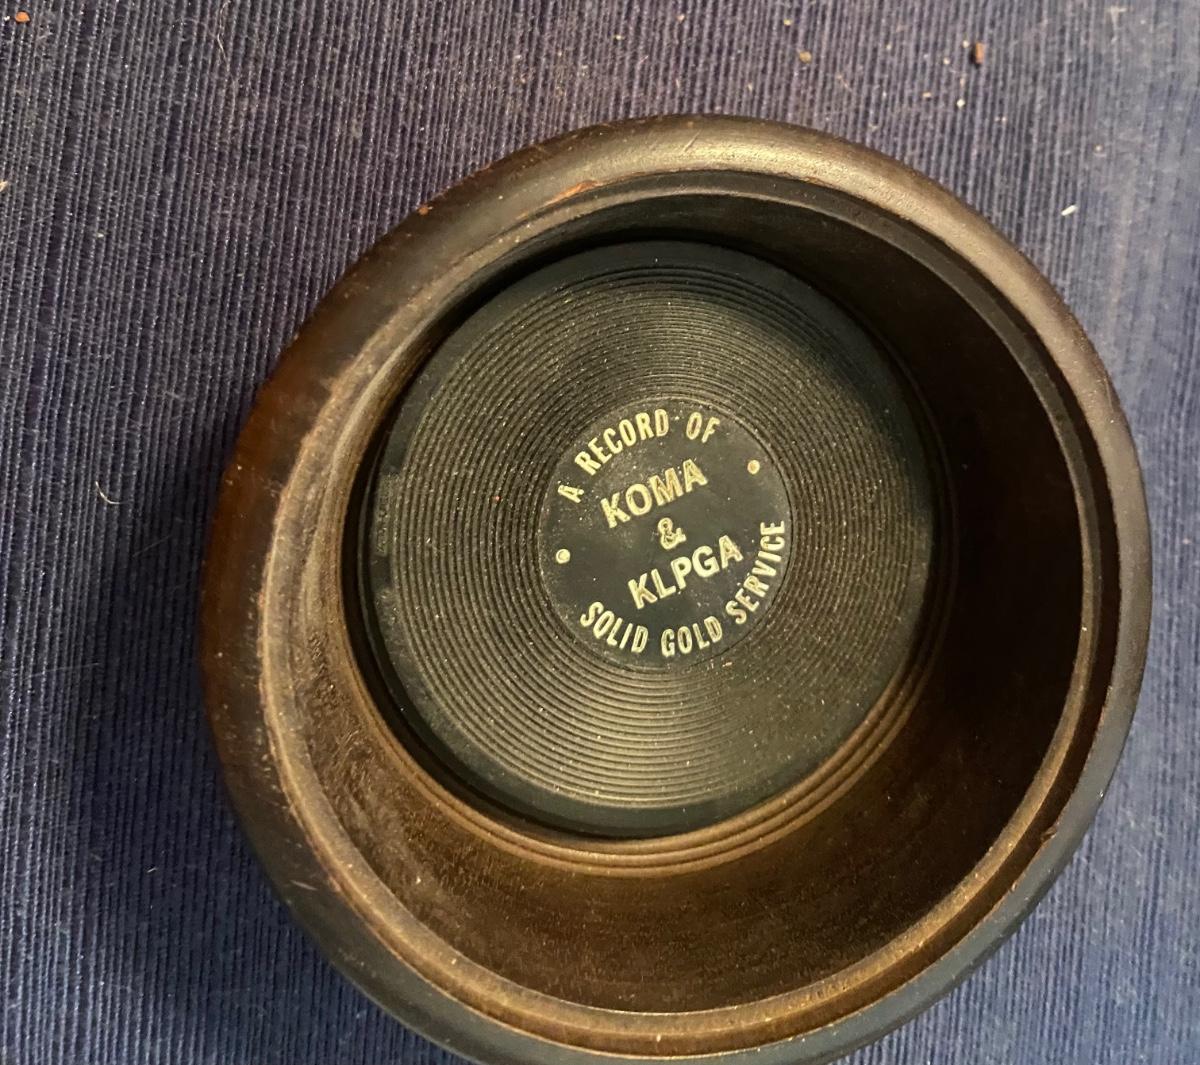 A RECORD OF
KOMA
&
KLPGA
SOLID GOLD SERVICE